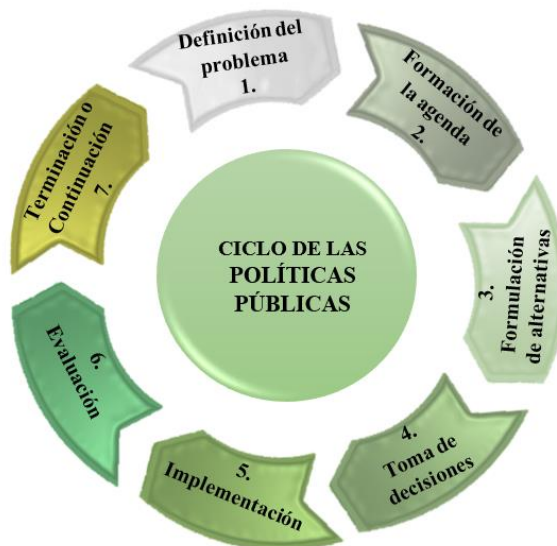 CICLO DE LAS
POLÍTICAS
PÚBLICAS
Definición del
problema
1.
Formación de
la agenda
2.
3.
Formulación
de alternativas
4.
Toma de
decisiones
5.
Implementación
6.
Evaluación
Terminación o
Continuación
7.